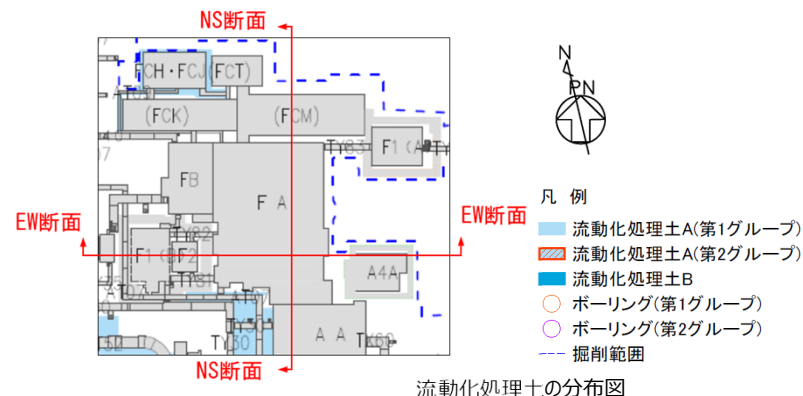 NS断面
N
PN
FCH・FCJ
(FCT)
(FCK)
(FCM)
TY83
F1
FB
F A
EW断面
EW断面
TY82
F1
TY81
A4A
凡 例
流動化処理土A(第1グループ)
流動化処理土A(第2グループ)
流動化処理土B
ボーリング(第1グループ)
ボーリング(第2グループ)
掘削範囲
TY30
A A
TY60
NS断面
流動化処理土の分布図